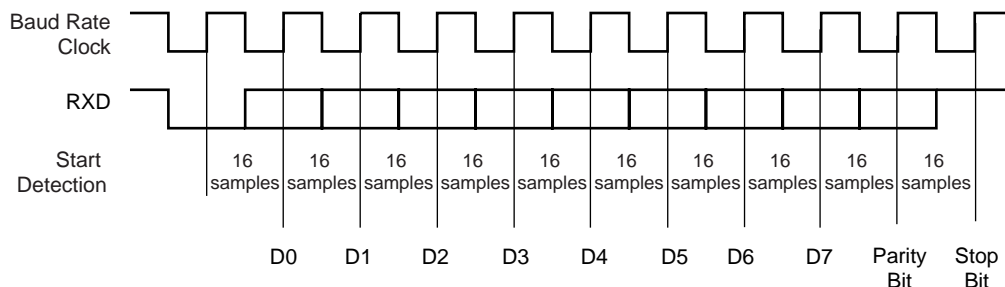 Baud Rate
Clock
RXD
Start
Detection
16
samples
16
samples
16
samples
16
samples
16
samples
16
samples
16
samples
16
samples
16
samples
16
samples
D0
D1
D2
D3
D4
D5
D6
D7
Parity
Bit
Stop
Bit